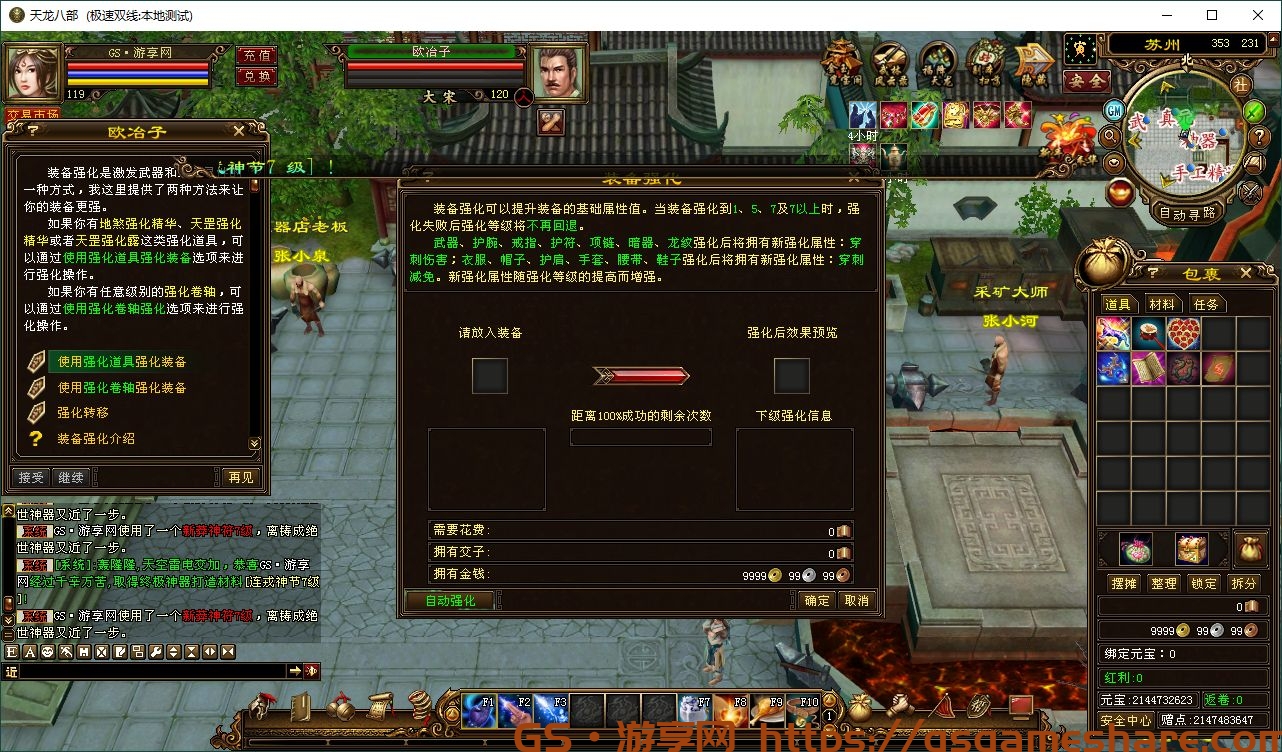 天龙八部 (极速双线:本地测试)
GS·游享网
充值
兑换
119
交易市场
欧冶子
大宋
120
苏州 353 231
北
寅
安全
社
GM
自动寻路
4小时
欧冶子
装备强化是激发武器和
一种方式，我这里提供了两种方法来让
你的装备更强。
如果你有地煞强化精华、天罡强化
精华或者天罡强化露这类强化道具，可
以通过使用强化道具强化装备选项来进
行强化操作。
如果你有任意级别的强化卷轴，可
以通过使用强化卷轴强化选项来进行强
化操作。
使用强化道具强化装备
使用强化卷轴强化装备
强化转移
装备强化介绍
接受
继续
再见
神节7 级］！
器店老板
张小泉
装备强化
装备强化可以提升装备的基础属性值。当装备强化到1、5、7及7以上时，强
化失败后强化等级将不再回退。
武器、护腕、戒指、护符、项链、暗器、龙纹强化后将拥有新强化属性：穿
刺伤害；衣服、帽子、护肩、手套、腰带、鞋子强化后将拥有新强化属性：穿刺
减免。新强化属性随强化等级的提高而增强。
请放入装备
强化后效果预览
距离100%成功的剩余次数
下级强化信息
需要花费:
0
拥有交子:
0
拥有金钱:
9999 99 99
自动强化
确定
取消
采矿大师
张小河
包裹
道具
材料
任务
摆摊
整理
锁定
拆分
0
9999 99 99
绑定元宝：0
红利:0
元宝:2144732623
返卷:0
安全中心
赠点:2147483647
世神器又近了一步。
系统 GS·游享网使用了一个新莽神符7级，离铸成绝
世神器又近了一步。
系统 [系统]:轰隆隆,天空雷电交加，恭喜GS·游享
网经过千辛万苦,取得终极神器打造材料[连戎神节7级
]!
系统 GS·游享网使用了一个新莽神符7级，离铸成绝
世神器又近了一步。
近
F1
F2
F3
F7
F8
F9
F10
1
GS·游享网 https://gsgameshare.com